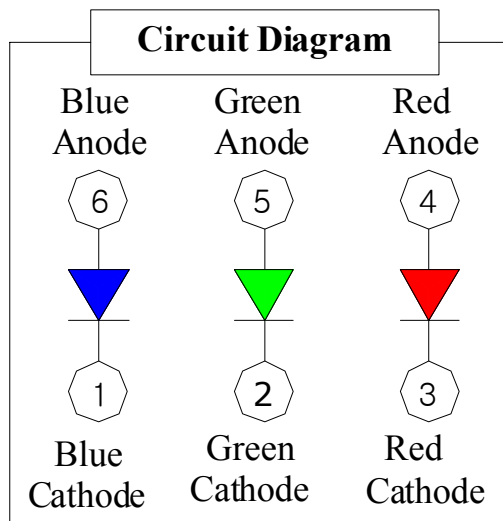 Circuit Diagram
Blue Anode
Green Anode
Red Anode
6
5
4
1
2
3
Blue Cathode
Green Cathode
Red Cathode